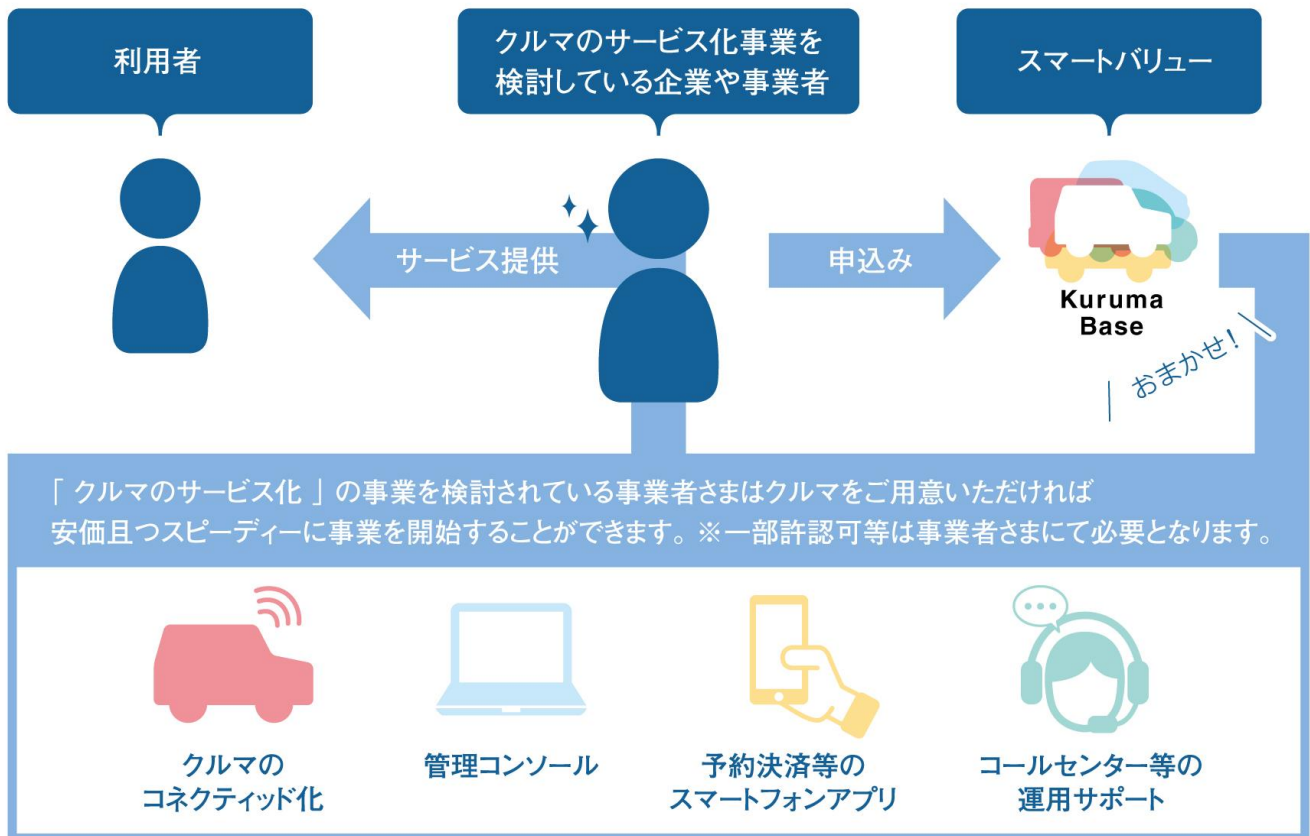 利用者
クルマのサービス化事業を
検討している企業や事業者
スマートバリュー
サービス提供
申込み
Kuruma
Base
おまかせ！
「 クルマのサービス化 」 の事業を検討されている事業者さまはクルマをご用意いただければ
安価且つスピーディーに事業を開始することができます。※一部許認可等は事業者さまにて必要となります。
クルマの
コネクティッド化
管理コンソール
予約決済等の
スマートフォンアプリ
コールセンター等の
運用サポート